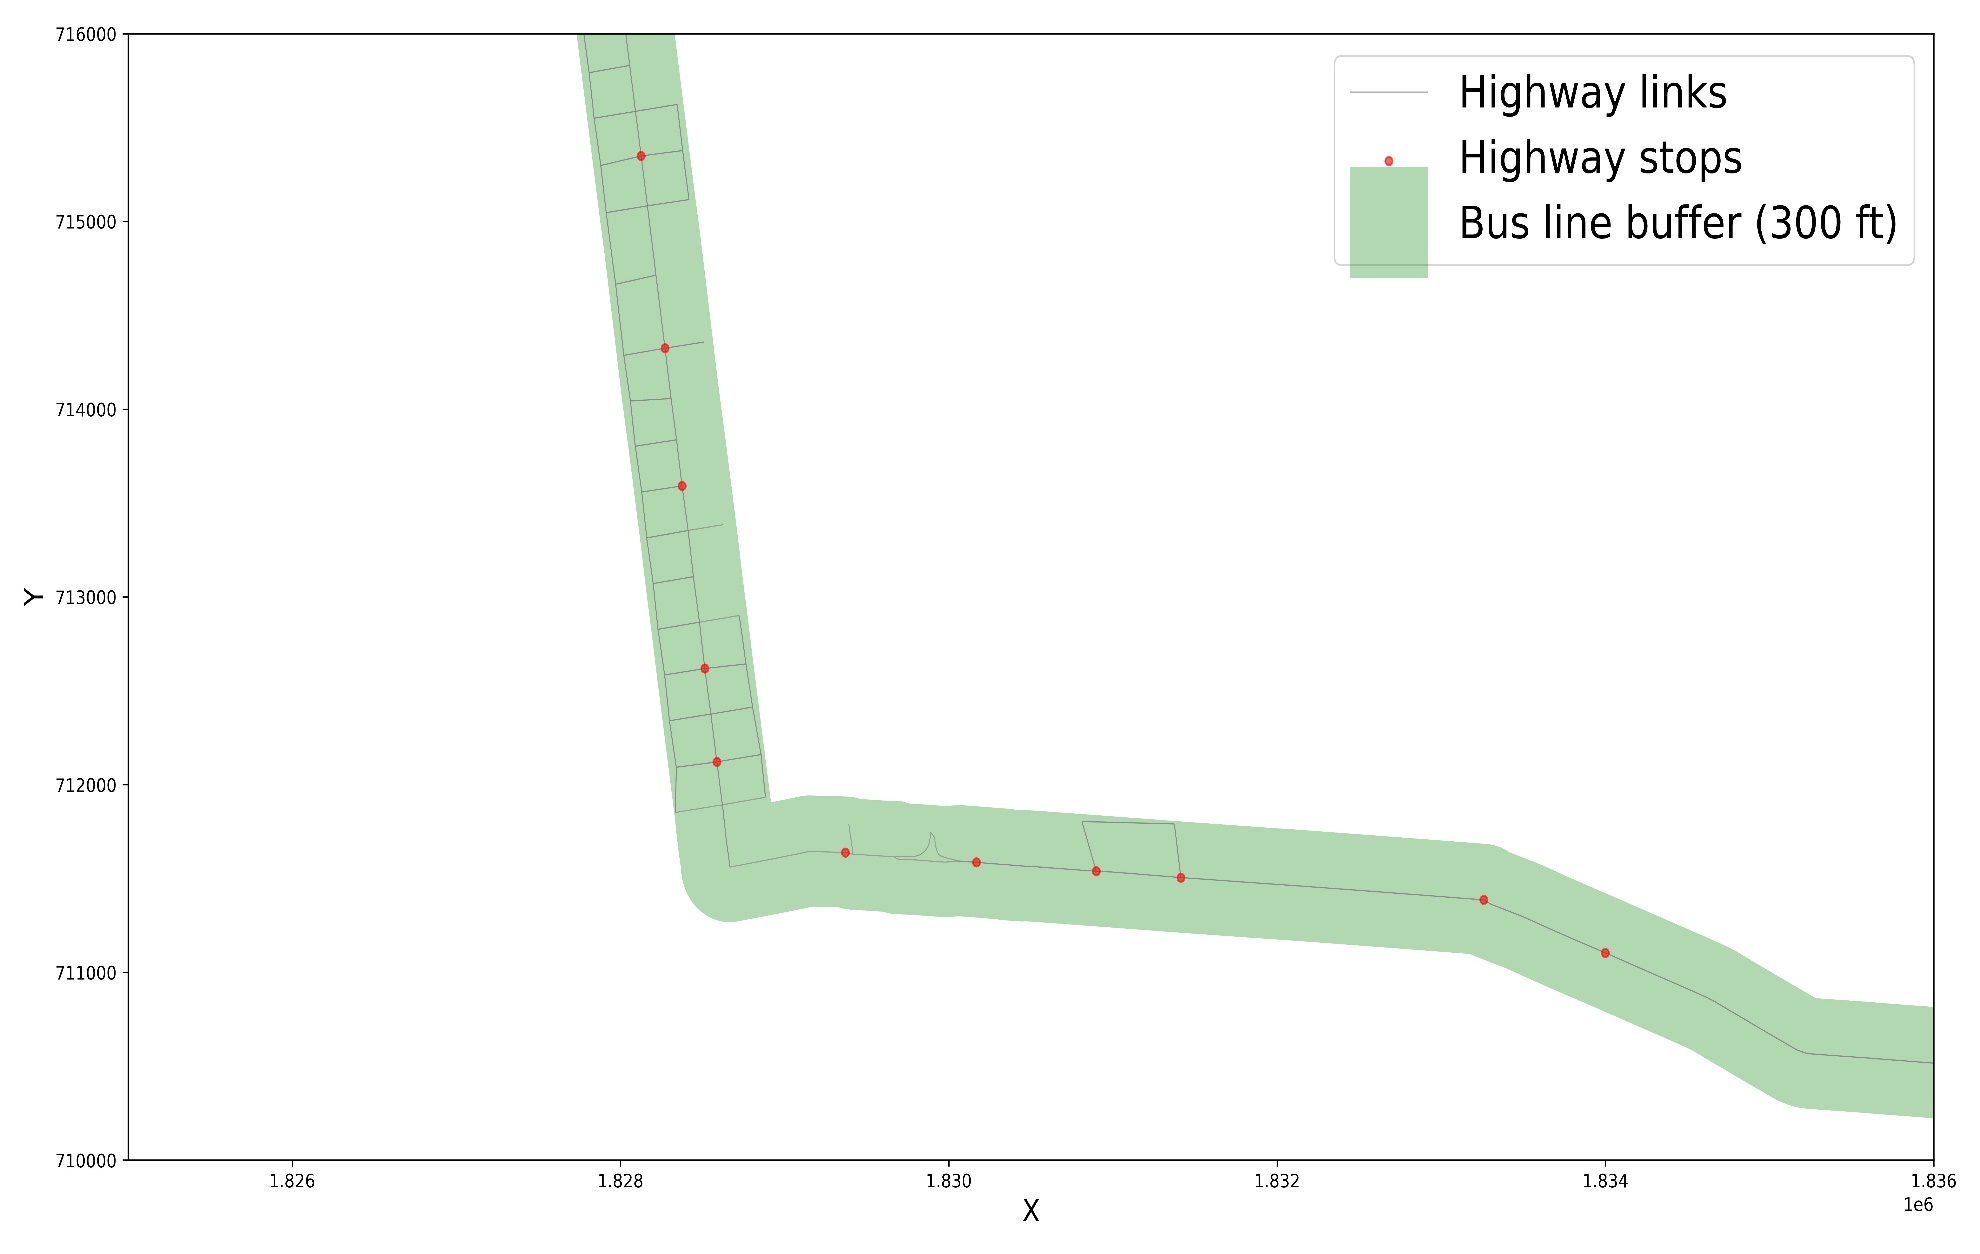 716000
Highway links
Highway stops
Bus line buffer (300 ft)
715000
714000
713000
Y
712000
711000
710000
1.826 1.828 1.830 1.832 1.834 1.836
1e6
X